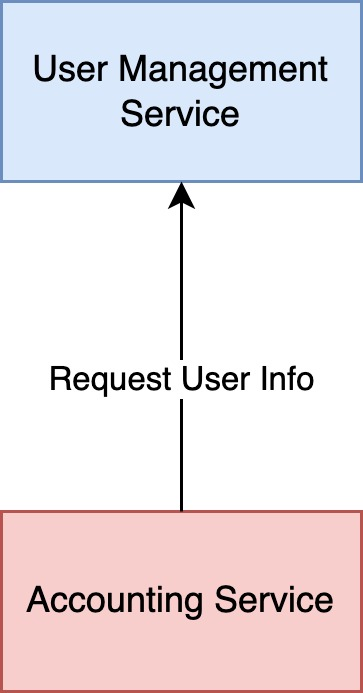 User Management
Service
Request User Info
Accounting Service